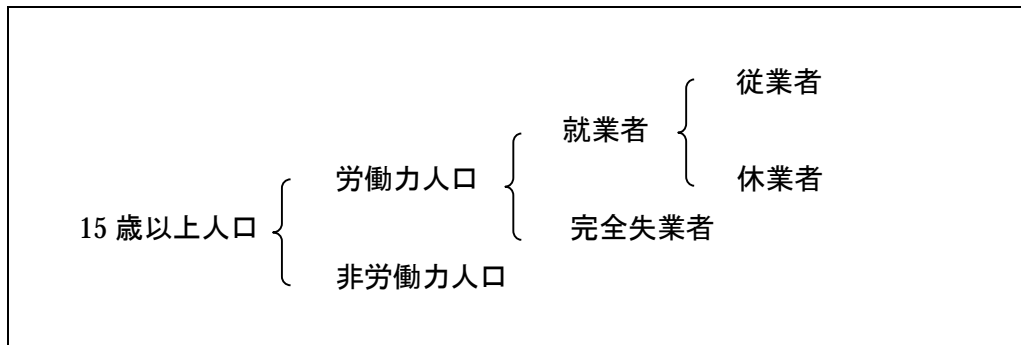 従業者
就業者
労働力人口
休業者
15 歳以上人口
完全失業者
非労働力人口